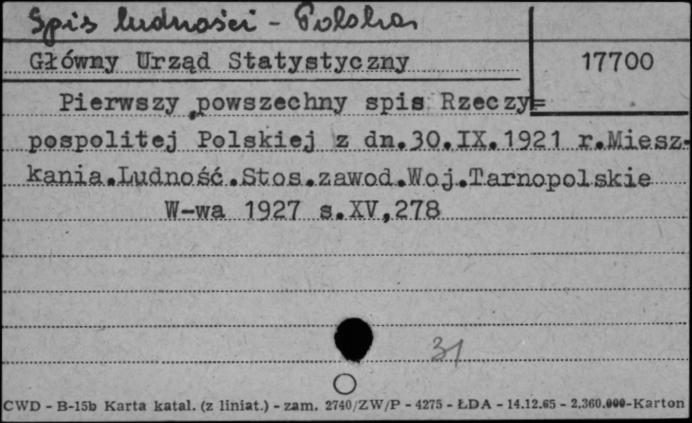 Spis ludności - Polska
Główny Urząd Statystyczny
17700
Pierwszy powszechny spis Rzeczy=
pospolitej Polskiej z dn.30.IX.1921 r.Miesz-
kania.Ludność.Stos.zawod.Woj.Tarnopolskie
W-wa 1927 s.XV,278
31
CWD - B-15b Karta katal. (z liniat.) - zam. 2740/ZW/P - 4275 - ŁDA - 14.12.65 - 2.360.000-Karton